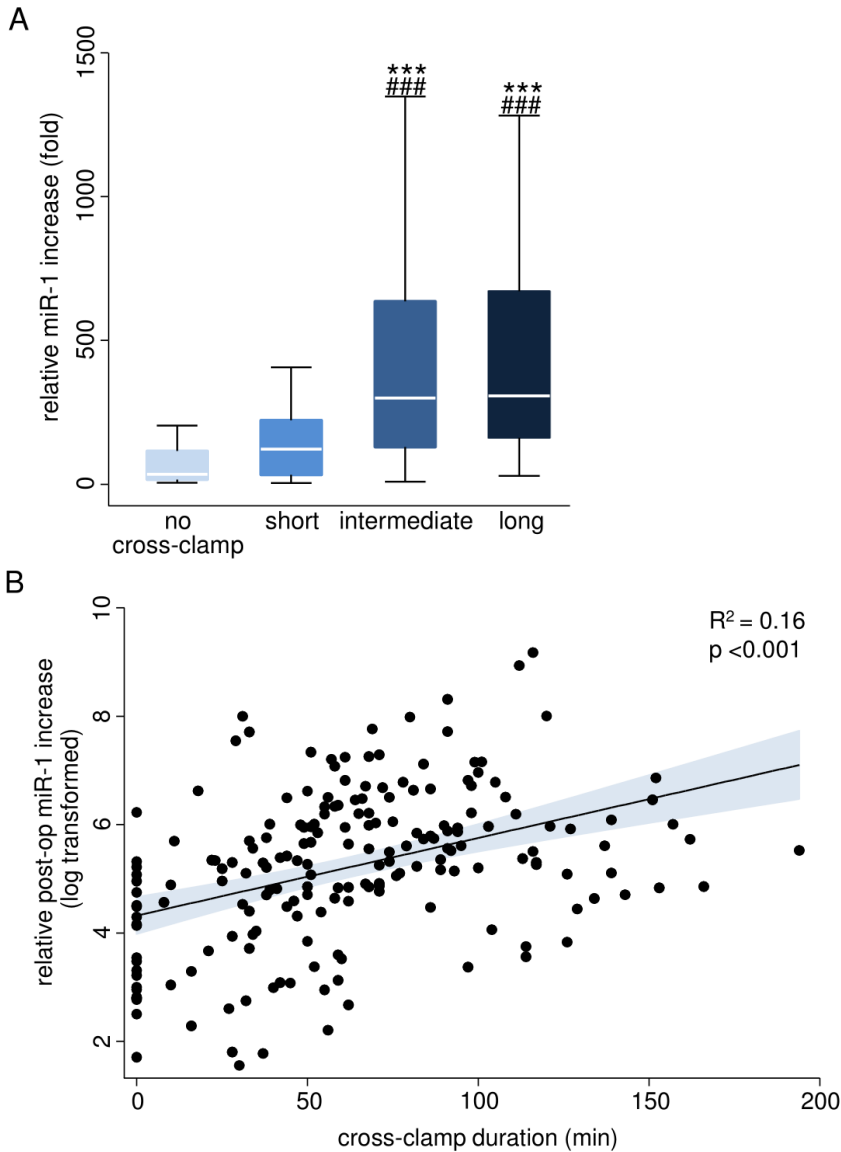 A
relative miR-1 increase (fold)
1500
1000
500
0
***
###
***
###
no
cross-clamp
short
intermediate
long
B
relative post-op miR-1 increase
(log transformed)
10
8
6
4
2
R² = 0.16
p <0.001
0
50
100
150
200
cross-clamp duration (min)